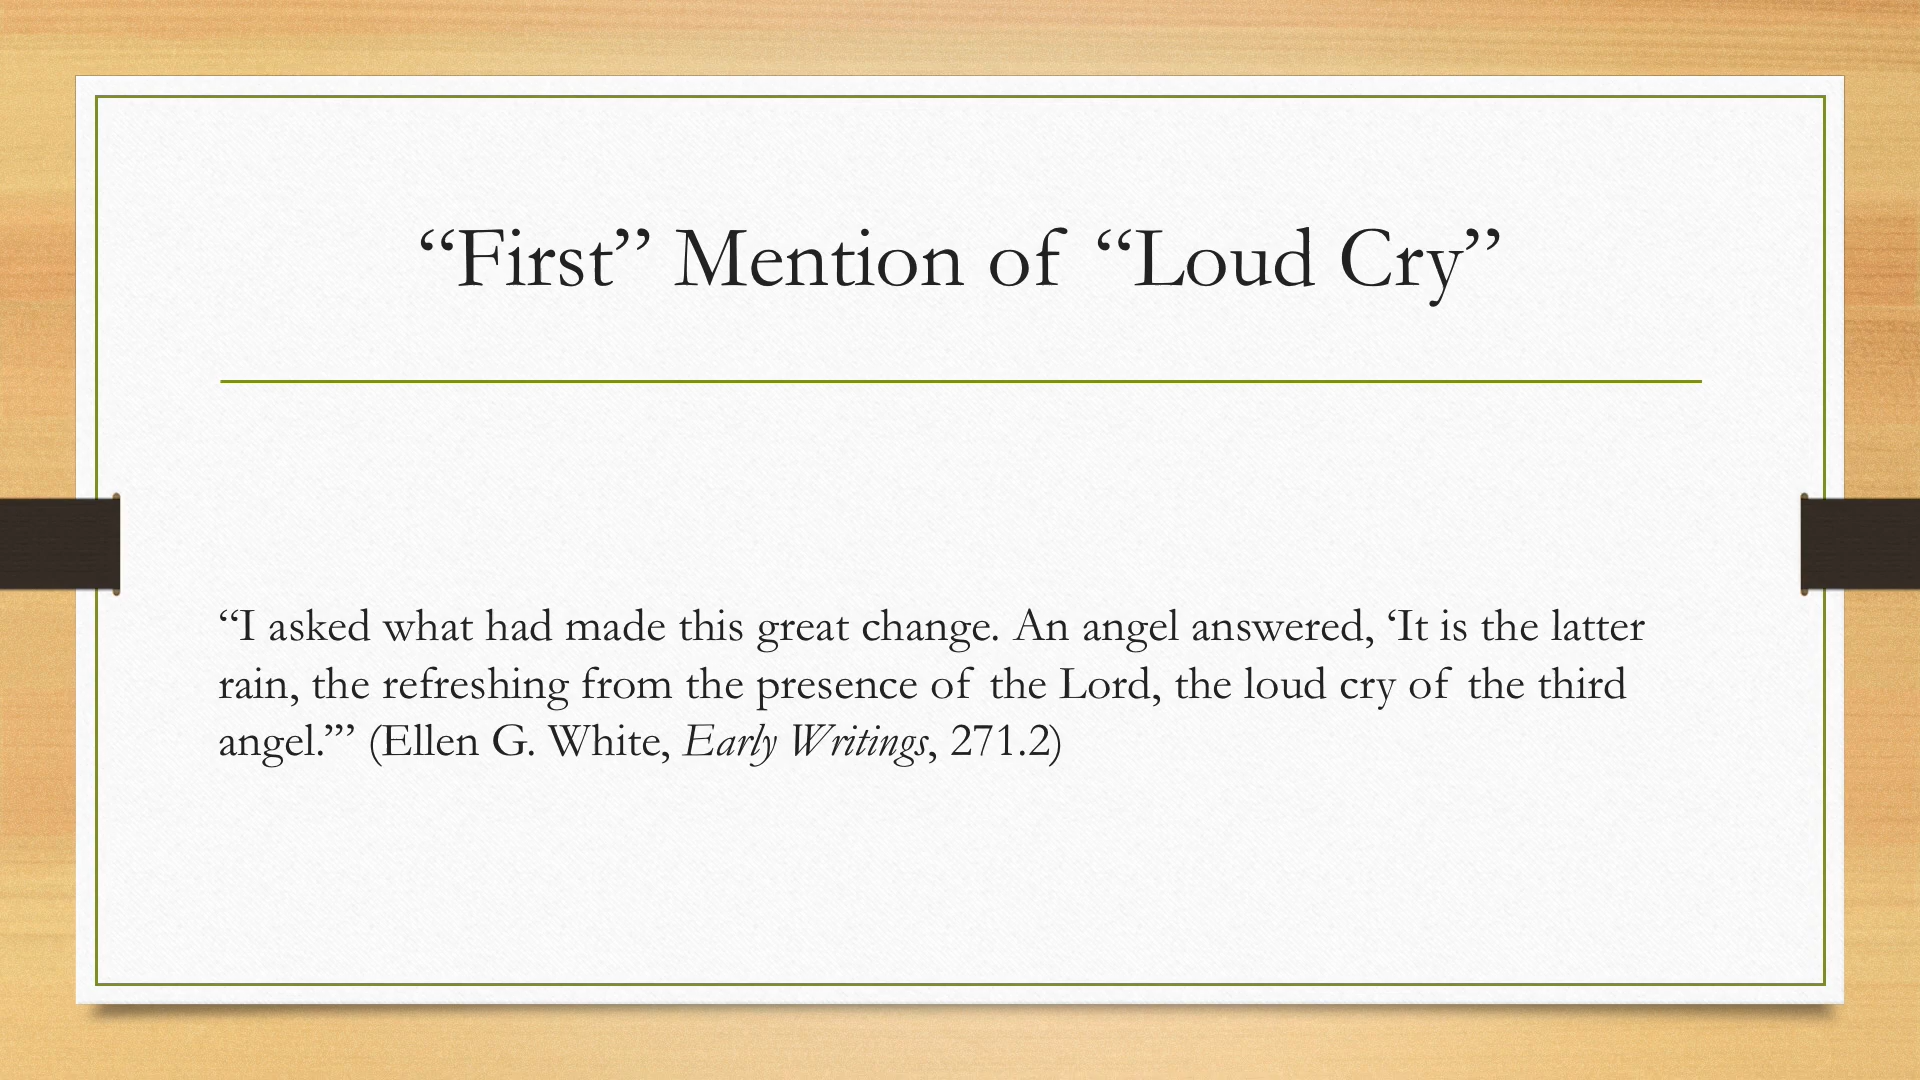 “First” Mention of “Loud Cry”
“I asked what had made this great change. An angel answered, ‘It is the latter
rain, the refreshing from the presence of the Lord, the loud cry of the third
angel.’” (Ellen G. White, Early Writings, 271.2)